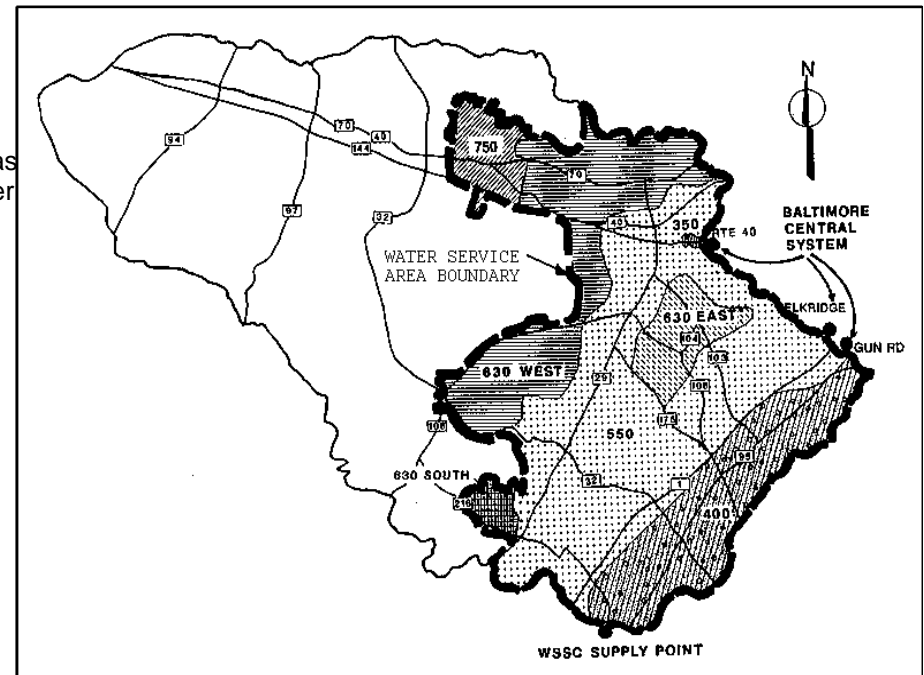 as
er
N
94
70
40
144
97
32
750
70
40
350
RTE 40
BALTIMORE
CENTRAL
SYSTEM
WATER SERVICE
AREA BOUNDARY
630 EAST
ELKRIDGE
104
GUN RD
103
630 WEST
29
108
108
175
550
95
630 SOUTH
32
1
216
400
WSSC SUPPLY POINT